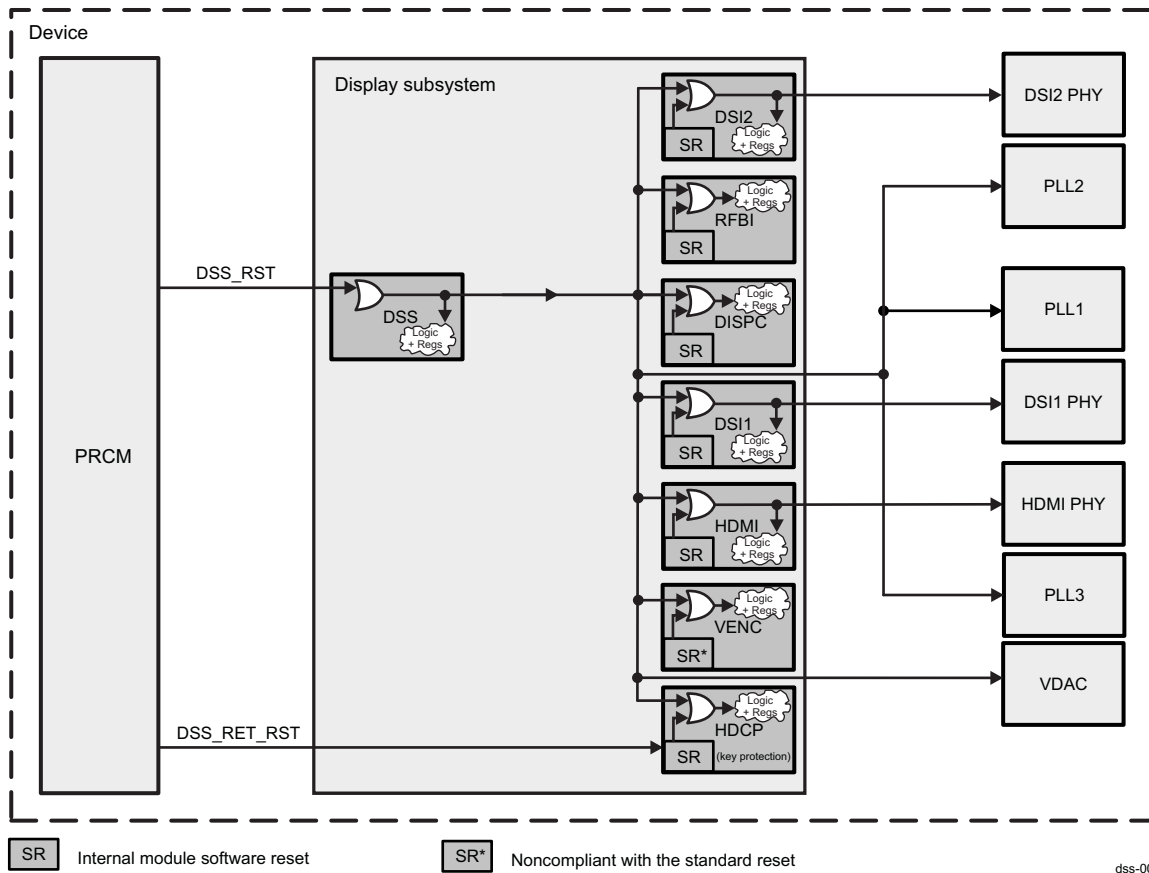 Device
PRCM
DSS_RST
DSS_RET_RST
Display subsystem
DSS
Logic
+ Regs
DSI2
SR
Logic
+ Regs
RFBI
SR
Logic
+ Regs
DISPC
SR
Logic
+ Regs
DSI1
SR
Logic
+ Regs
HDMI
SR
Logic
+ Regs
VENC
SR*
Logic
+ Regs
HDCP
SR
(key protection)
Logic
+ Regs
DSI2 PHY
PLL2
PLL1
DSI1 PHY
HDMI PHY
PLL3
VDAC
SR Internal module software reset
SR* Noncompliant with the standard reset